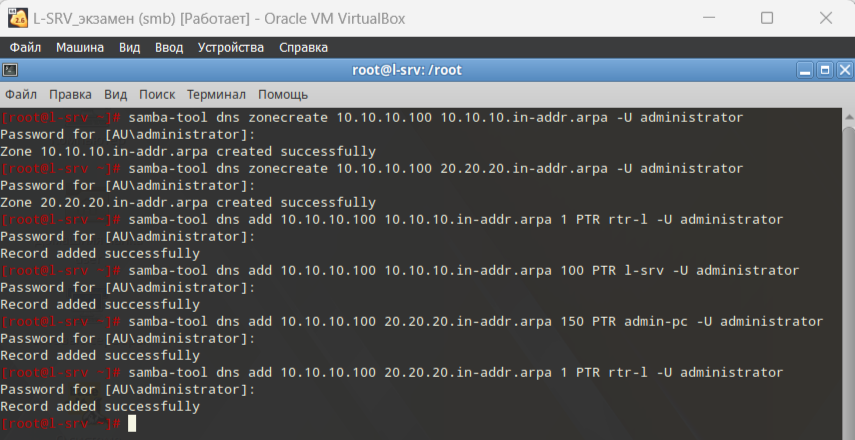 L-SRV_экзамен (smb) [Работает] - Oracle VM VirtualBox
Файл Машина Вид Ввод Устройства Справка
root@l-srv: /root
Файл Правка Вид Поиск Терминал Помощь
[root@l-srv ~]# samba-tool dns zonecreate 10.10.10.100 10.10.10.in-addr.arpa -U administrator
Password for [AU\administrator]:
Zone 10.10.10.in-addr.arpa created successfully
[root@l-srv ~]# samba-tool dns zonecreate 10.10.10.100 20.20.20.in-addr.arpa -U administrator
Password for [AU\administrator]:
Zone 20.20.20.in-addr.arpa created successfully
[root@l-srv ~]# samba-tool dns add 10.10.10.100 10.10.10.in-addr.arpa 1 PTR rtr-l -U administrator
Password for [AU\administrator]:
Record added successfully
[root@l-srv ~]# samba-tool dns add 10.10.10.100 10.10.10.in-addr.arpa 100 PTR l-srv -U administrator
Password for [AU\administrator]:
Record added successfully
[root@l-srv ~]# samba-tool dns add 10.10.10.100 20.20.20.in-addr.arpa 150 PTR admin-pc -U administrator
Password for [AU\administrator]:
Record added successfully
[root@l-srv ~]# samba-tool dns add 10.10.10.100 20.20.20.in-addr.arpa 1 PTR rtr-l -U administrator
Password for [AU\administrator]:
Record added successfully
[root@l-srv ~]#